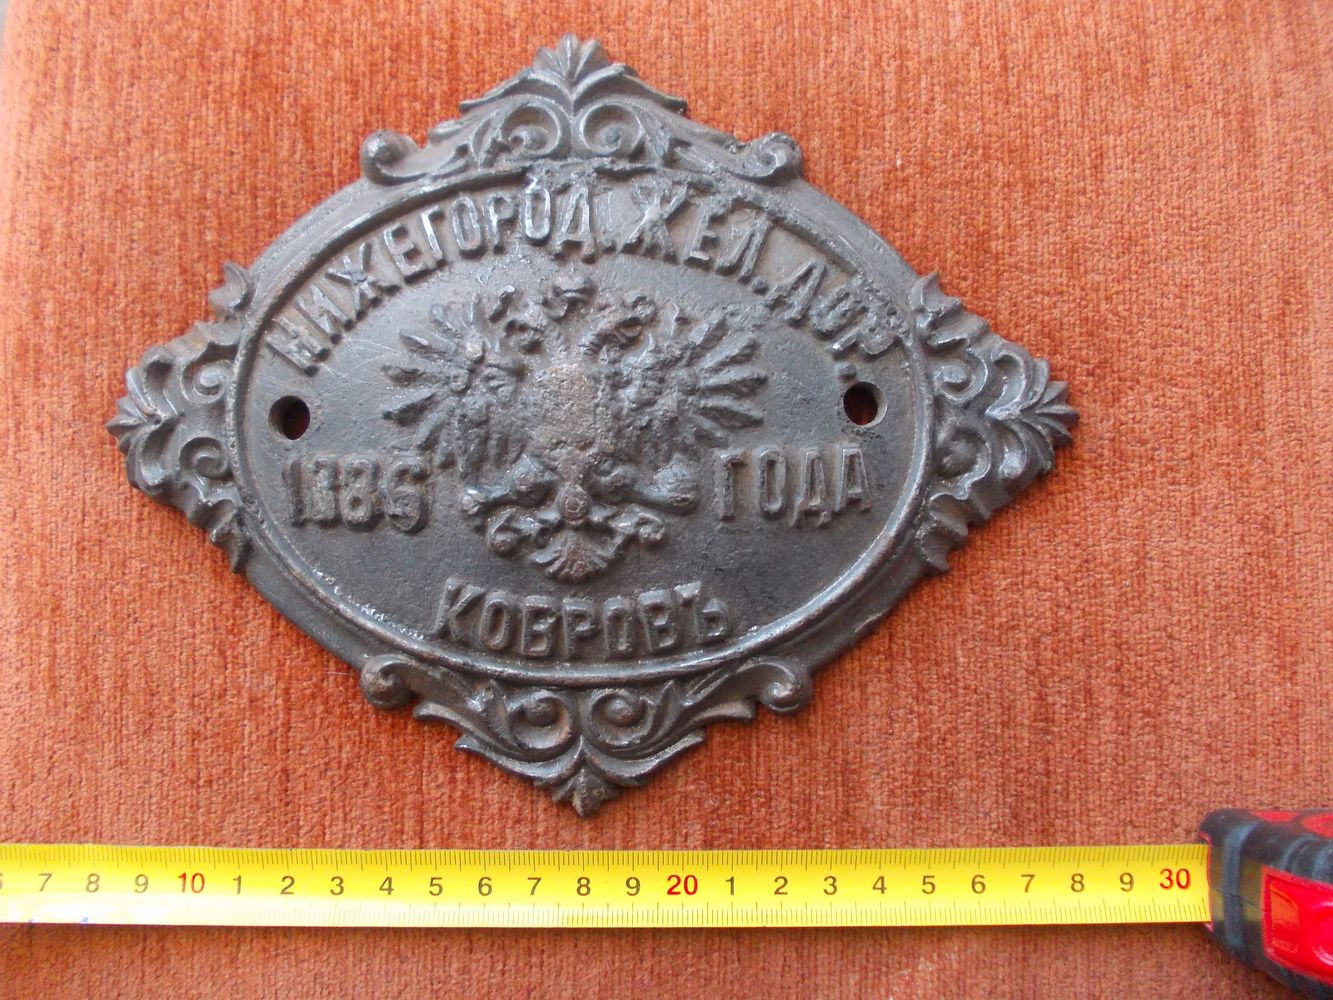 НИЖЕГОРОД. ЖЕЛ. ДОР.
1886 ГОДА
КОВРОВЪ
6 7 8 9 10 1 2 3 4 5 6 7 8 9 20 1 2 3 4 5 6 7 8 9 30